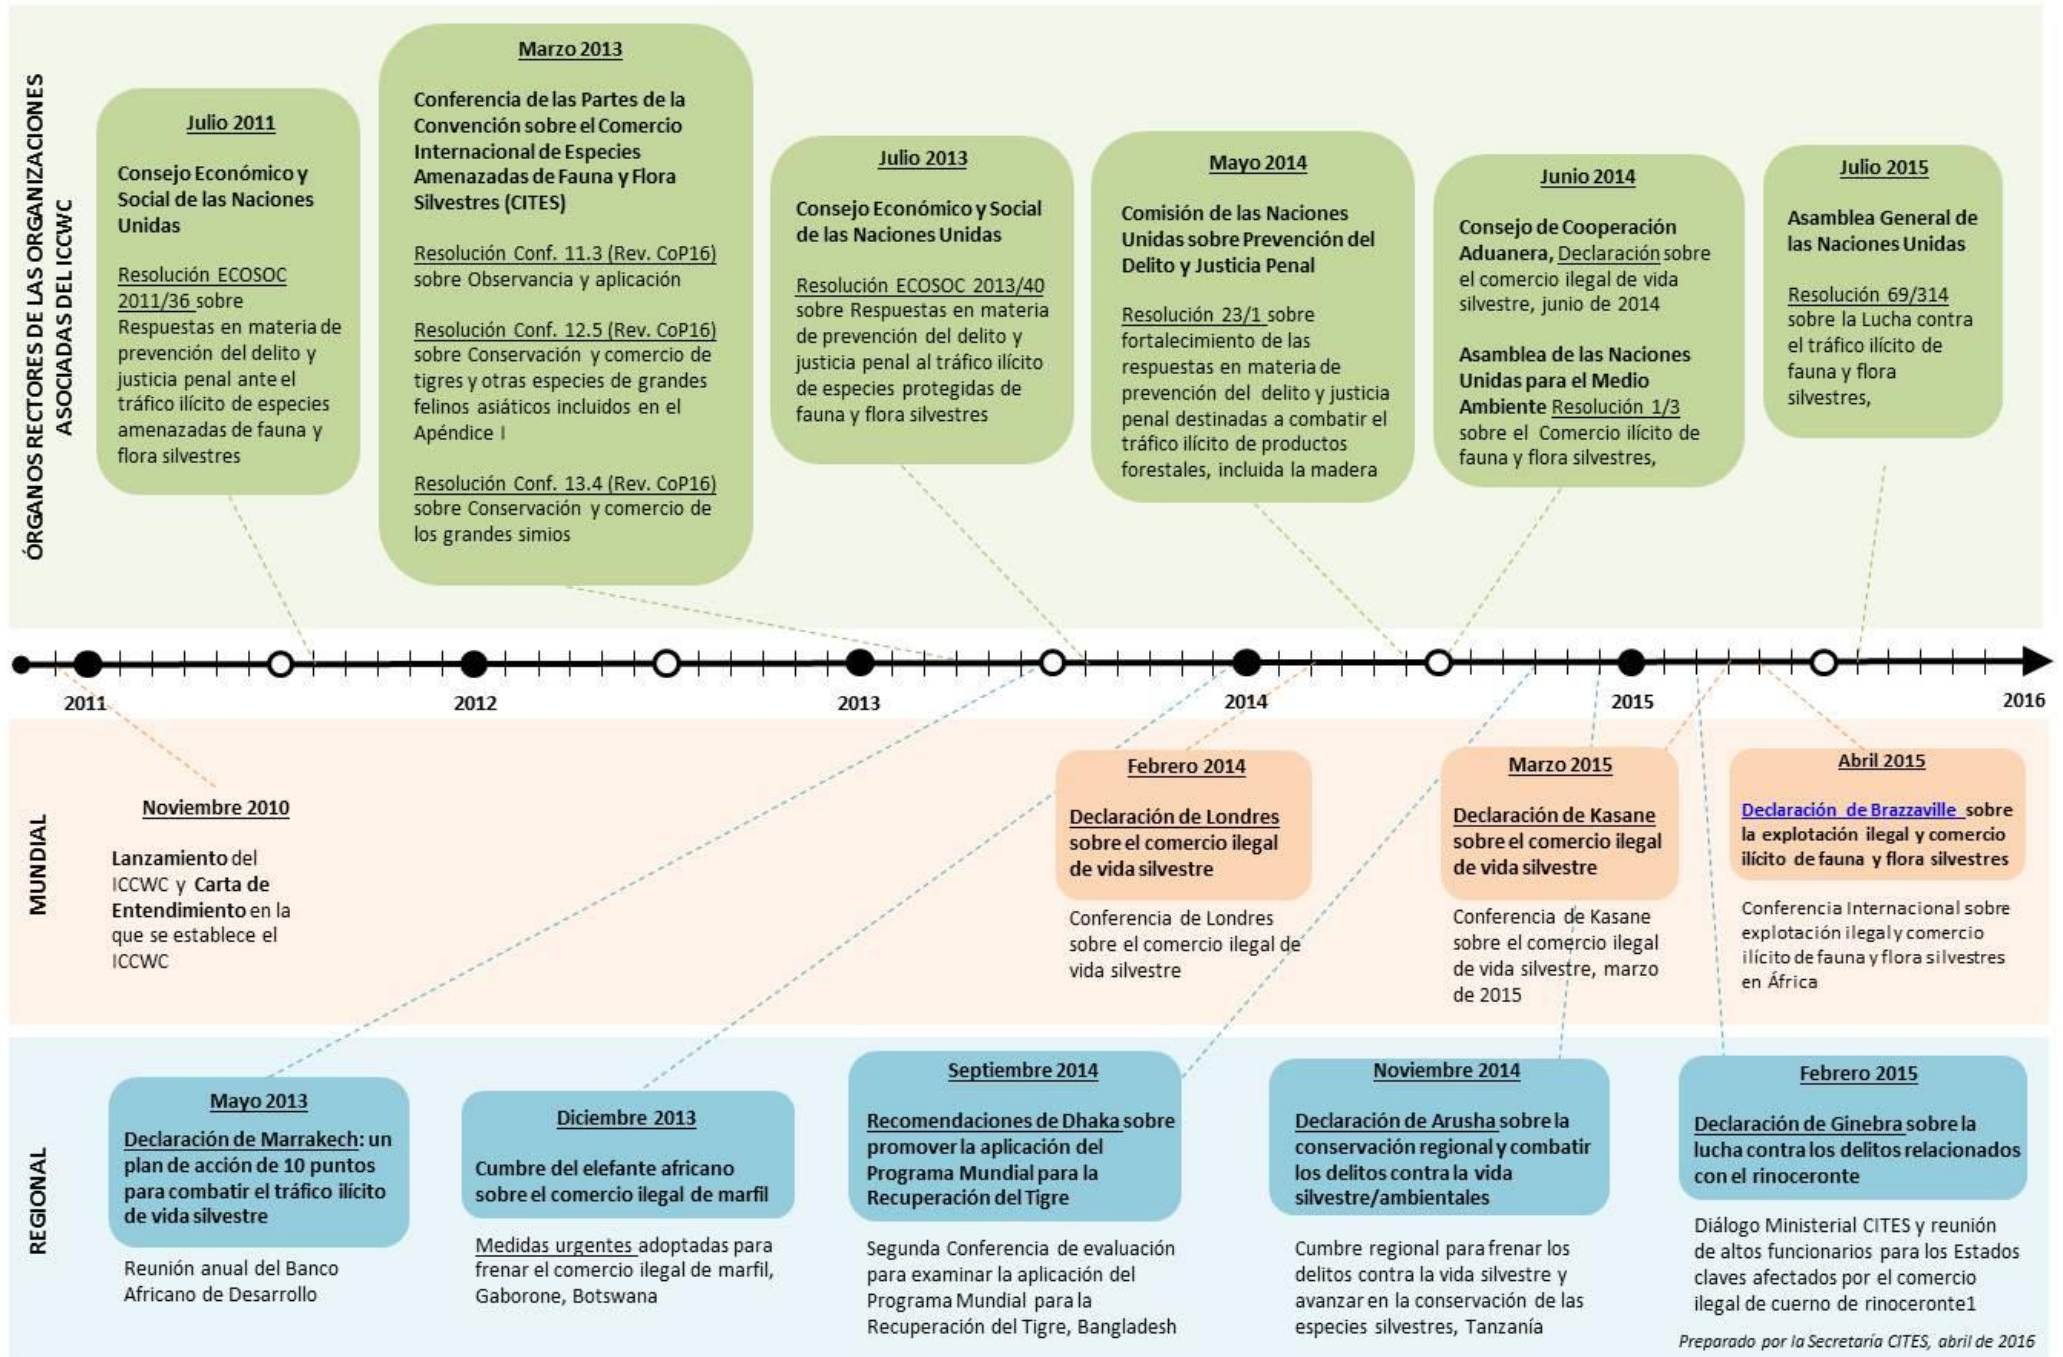 ÓRGANOS RECTORES DE LAS ORGANIZACIONES
ASOCIADAS DEL ICCWC
Julio 2011
Consejo Económico y
Social de las Naciones
Unidas
Resolución ECOSOC
2011/36 sobre
Respuestas en materia de
prevención del delito y
justicia penal ante el
tráfico ilícito de especies
amenazadas de fauna y
flora silvestres
Marzo 2013
Conferencia de las Partes de la
Convención sobre el Comercio
Internacional de Especies
Amenazadas de Fauna y Flora
Silvestres (CITES)
Resolución Conf. 11.3 (Rev. CoP16)
sobre Observancia y aplicación
Resolución Conf. 12.5 (Rev. CoP16)
sobre Conservación y comercio de
tigres y otras especies de grandes
felinos asiáticos incluidos en el
Apéndice I
Resolución Conf. 13.4 (Rev. CoP16)
sobre Conservación y comercio de
los grandes simios
Julio 2013
Consejo Económico y Social
de las Naciones Unidas
Resolución ECOSOC 2013/40
sobre Respuestas en materia
de prevención del delito y
justicia penal al tráfico ilícito
de especies protegidas de
fauna y flora silvestres
Mayo 2014
Comisión de las Naciones
Unidas sobre Prevención del
Delito y Justicia Penal
Resolución 23/1 sobre
fortalecimiento de las
respuestas en materia de
prevención del delito y justicia
penal destinadas a combatir el
tráfico ilícito de productos
forestales, incluida la madera
Junio 2014
Consejo de Cooperación
Aduanera, Declaración sobre
el comercio ilegal de vida
silvestre, junio de 2014
Asamblea de las Naciones
Unidas para el Medio
Ambiente Resolución 1/3
sobre el Comercio ilícito de
fauna y flora silvestres,
Julio 2015
Asamblea General de
las Naciones Unidas
Resolución 69/314
sobre la Lucha contra
el tráfico ilícito de
fauna y flora
silvestres,
2011
2012
2013
2014
2015
2016
MUNDIAL
Noviembre 2010
Lanzamiento del
ICCWC y Carta de
Entendimiento en la
que se establece el
ICCWC
Febrero 2014
Declaración de Londres
sobre el comercio ilegal
de vida silvestre
Conferencia de Londres
sobre el comercio ilegal de
vida silvestre
Marzo 2015
Declaración de Kasane
sobre el comercio ilegal
de vida silvestre
Conferencia de Kasane
sobre el comercio ilegal
de vida silvestre, marzo
de 2015
Abril 2015
Declaración de Brazzaville sobre
la explotación ilegal y comercio
ilícito de fauna y flora silvestres
Conferencia Internacional sobre
explotación ilegal y comercio
ilícito de fauna y flora silvestres
en África
REGIONAL
Mayo 2013
Declaración de Marrakech: un
plan de acción de 10 puntos
para combatir el tráfico ilícito
de vida silvestre
Reunión anual del Banco
Africano de Desarrollo
Diciembre 2013
Cumbre del elefante africano
sobre el comercio ilegal de marfil
Medidas urgentes adoptadas para
frenar el comercio ilegal de marfil,
Gaborone, Botswana
Septiembre 2014
Recomendaciones de Dhaka sobre
promover la aplicación del
Programa Mundial para la
Recuperación del Tigre
Segunda Conferencia de evaluación
para examinar la aplicación del
Programa Mundial para la
Recuperación del Tigre, Bangladesh
Noviembre 2014
Declaración de Arusha sobre la
conservación regional y combatir
los delitos contra la vida
silvestre/ambientales
Cumbre regional para frenar los
delitos contra la vida silvestre y
avanzar en la conservación de las
especies silvestres, Tanzanía
Febrero 2015
Declaración de Ginebra sobre la
lucha contra los delitos relacionados
con el rinoceronte
Diálogo Ministerial CITES y reunión
de altos funcionarios para los Estados
claves afectados por el comercio
ilegal de cuerno de rinoceronte1
Preparado por la Secretaría CITES, abril de 2016